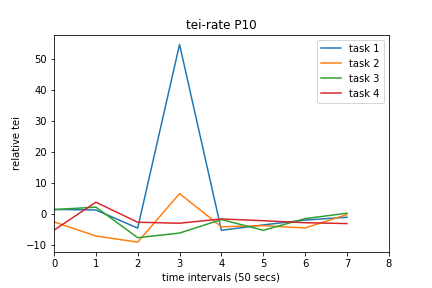 tei-rate P10
task 1
task 2
task 3
task 4
relative tei
50
40
30
20
10
0
−10
0 1 2 3 4 5 6 7 8
time intervals (50 secs)